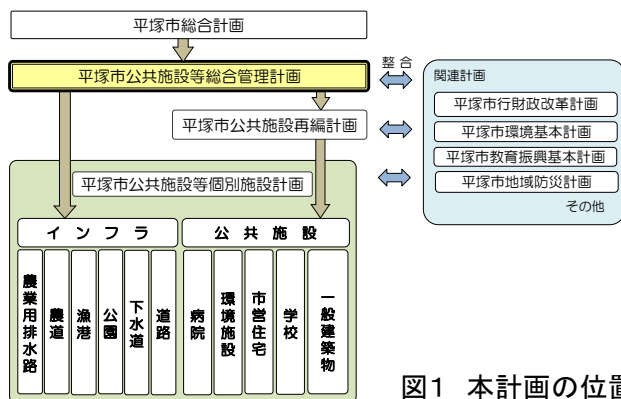 平塚市総合計画
平塚市公共施設等総合管理計画
整合
関連計画
平塚市行財政改革計画
平塚市環境基本計画
平塚市教育振興基本計画
平塚市地域防災計画
その他
平塚市公共施設再編計画
平塚市公共施設等個別施設計画
インフラ
公共施設
農業用排水路
農道
漁港
公園
下水道
道路
病院
環境施設
市営住宅
学校
一般建築物
図1 本計画の位置